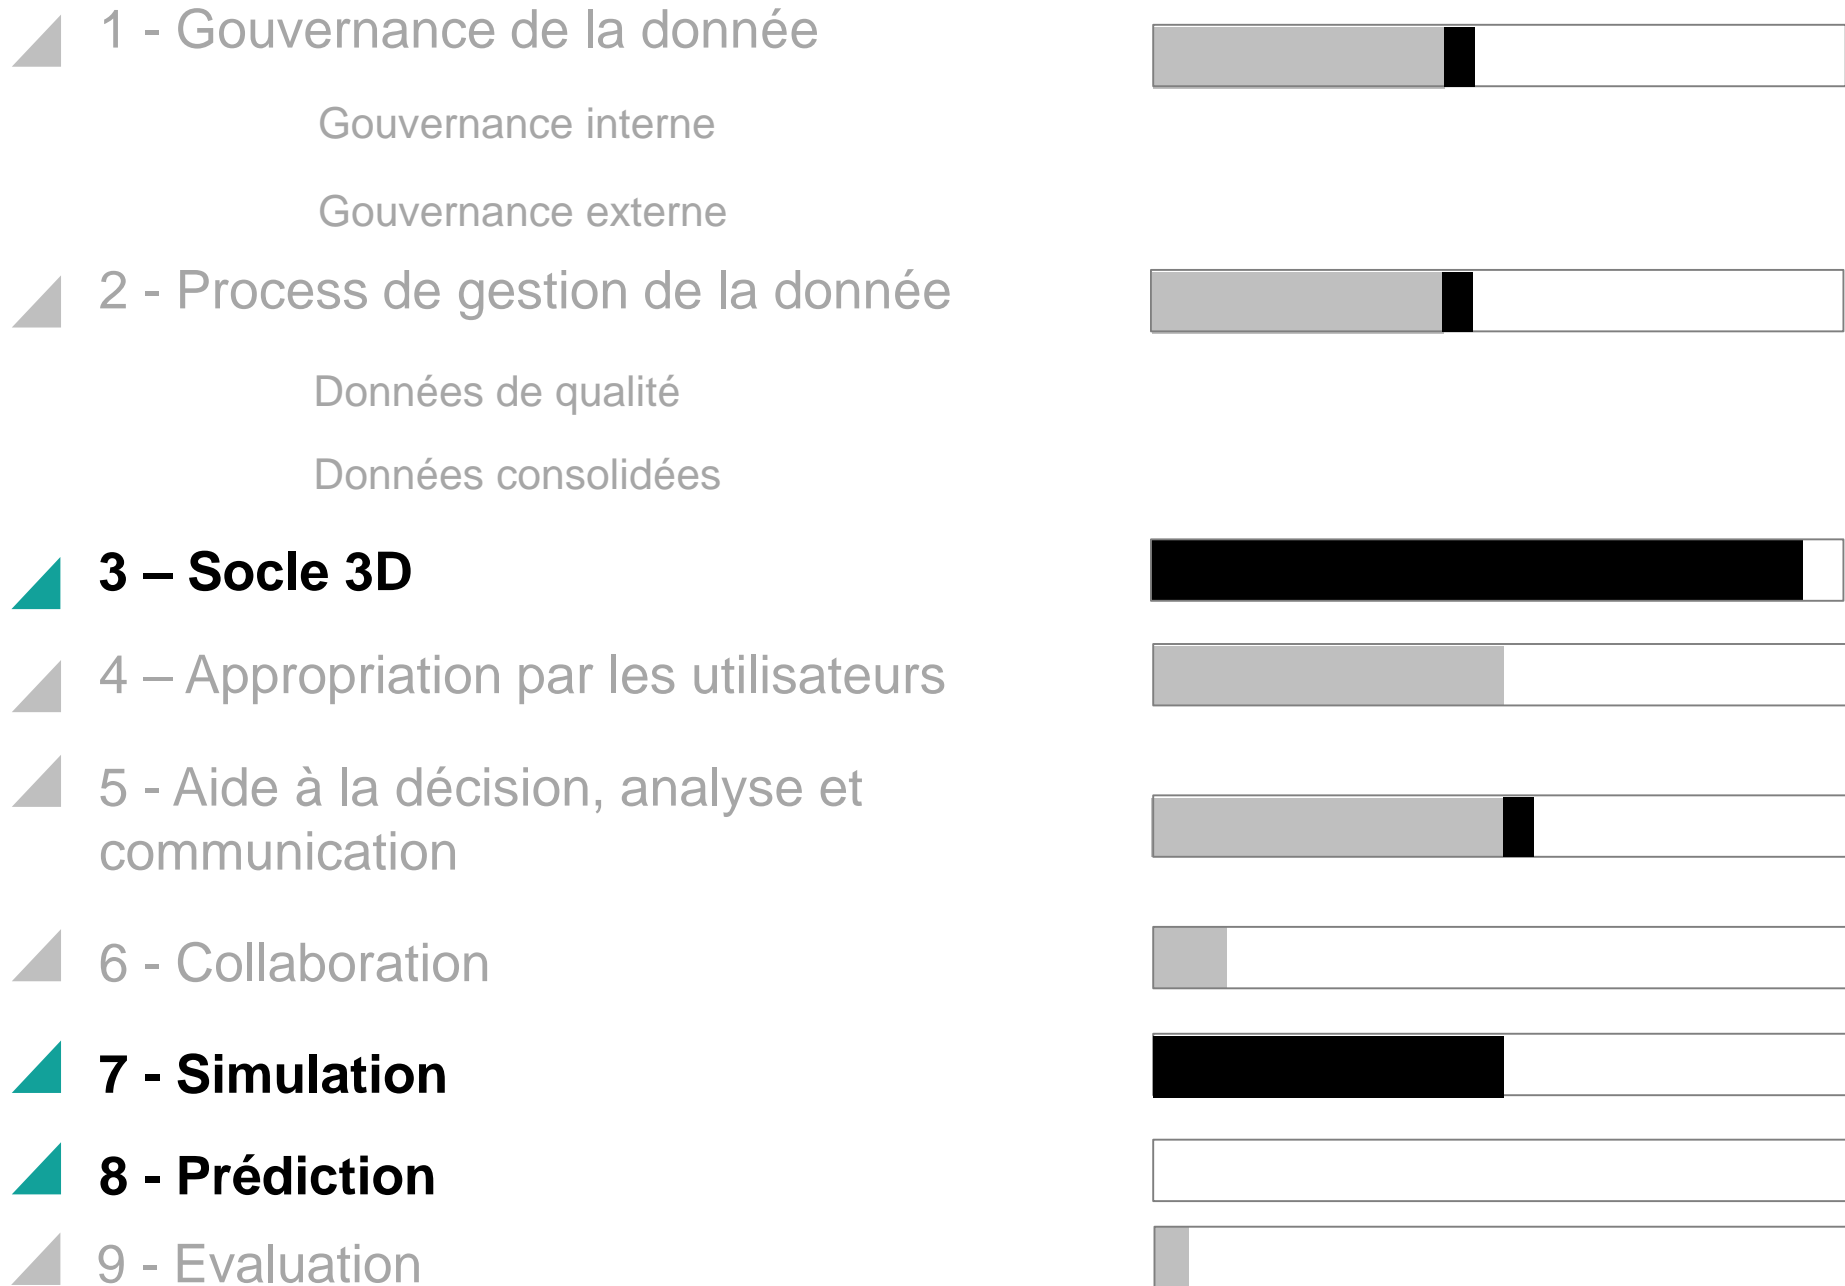 1 - Gouvernance de la donnée
Gouvernance interne
Gouvernance externe
2 - Process de gestion de la donnée
Données de qualité
Données consolidées
3 – Socle 3D
4 – Appropriation par les utilisateurs
5 - Aide à la décision, analyse et
communication
6 - Collaboration
7 - Simulation
8 - Prédiction
9 - Evaluation